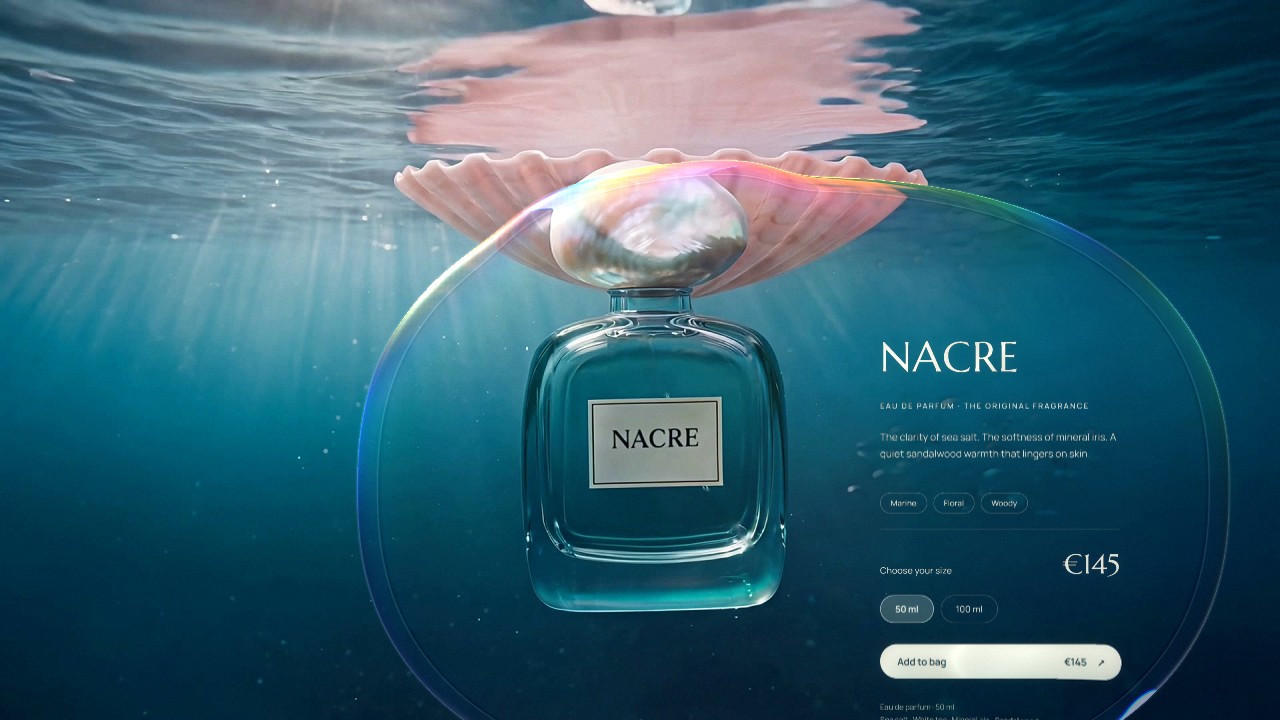 NACRE
NACRE
EAU DE PARFUM · THE ORIGINAL FRAGRANCE
The clarity of sea salt. The softness of mineral iris. A
quiet sandalwood warmth that lingers on skin.
Marine Floral Woody
Choose your size €145
50 ml 100 ml
Add to bag €145 ↗
Eau de parfum · 50 ml